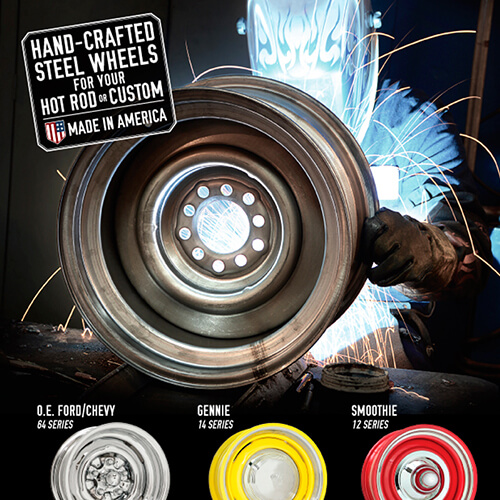 HAND-CRAFTED
STEEL WHEELS
FOR YOUR
HOT ROD OR CUSTOM
MADE IN AMERICA
O.E. FORD/CHEVY
64 SERIES
GENNIE
14 SERIES
SMOOTHIE
12 SERIES